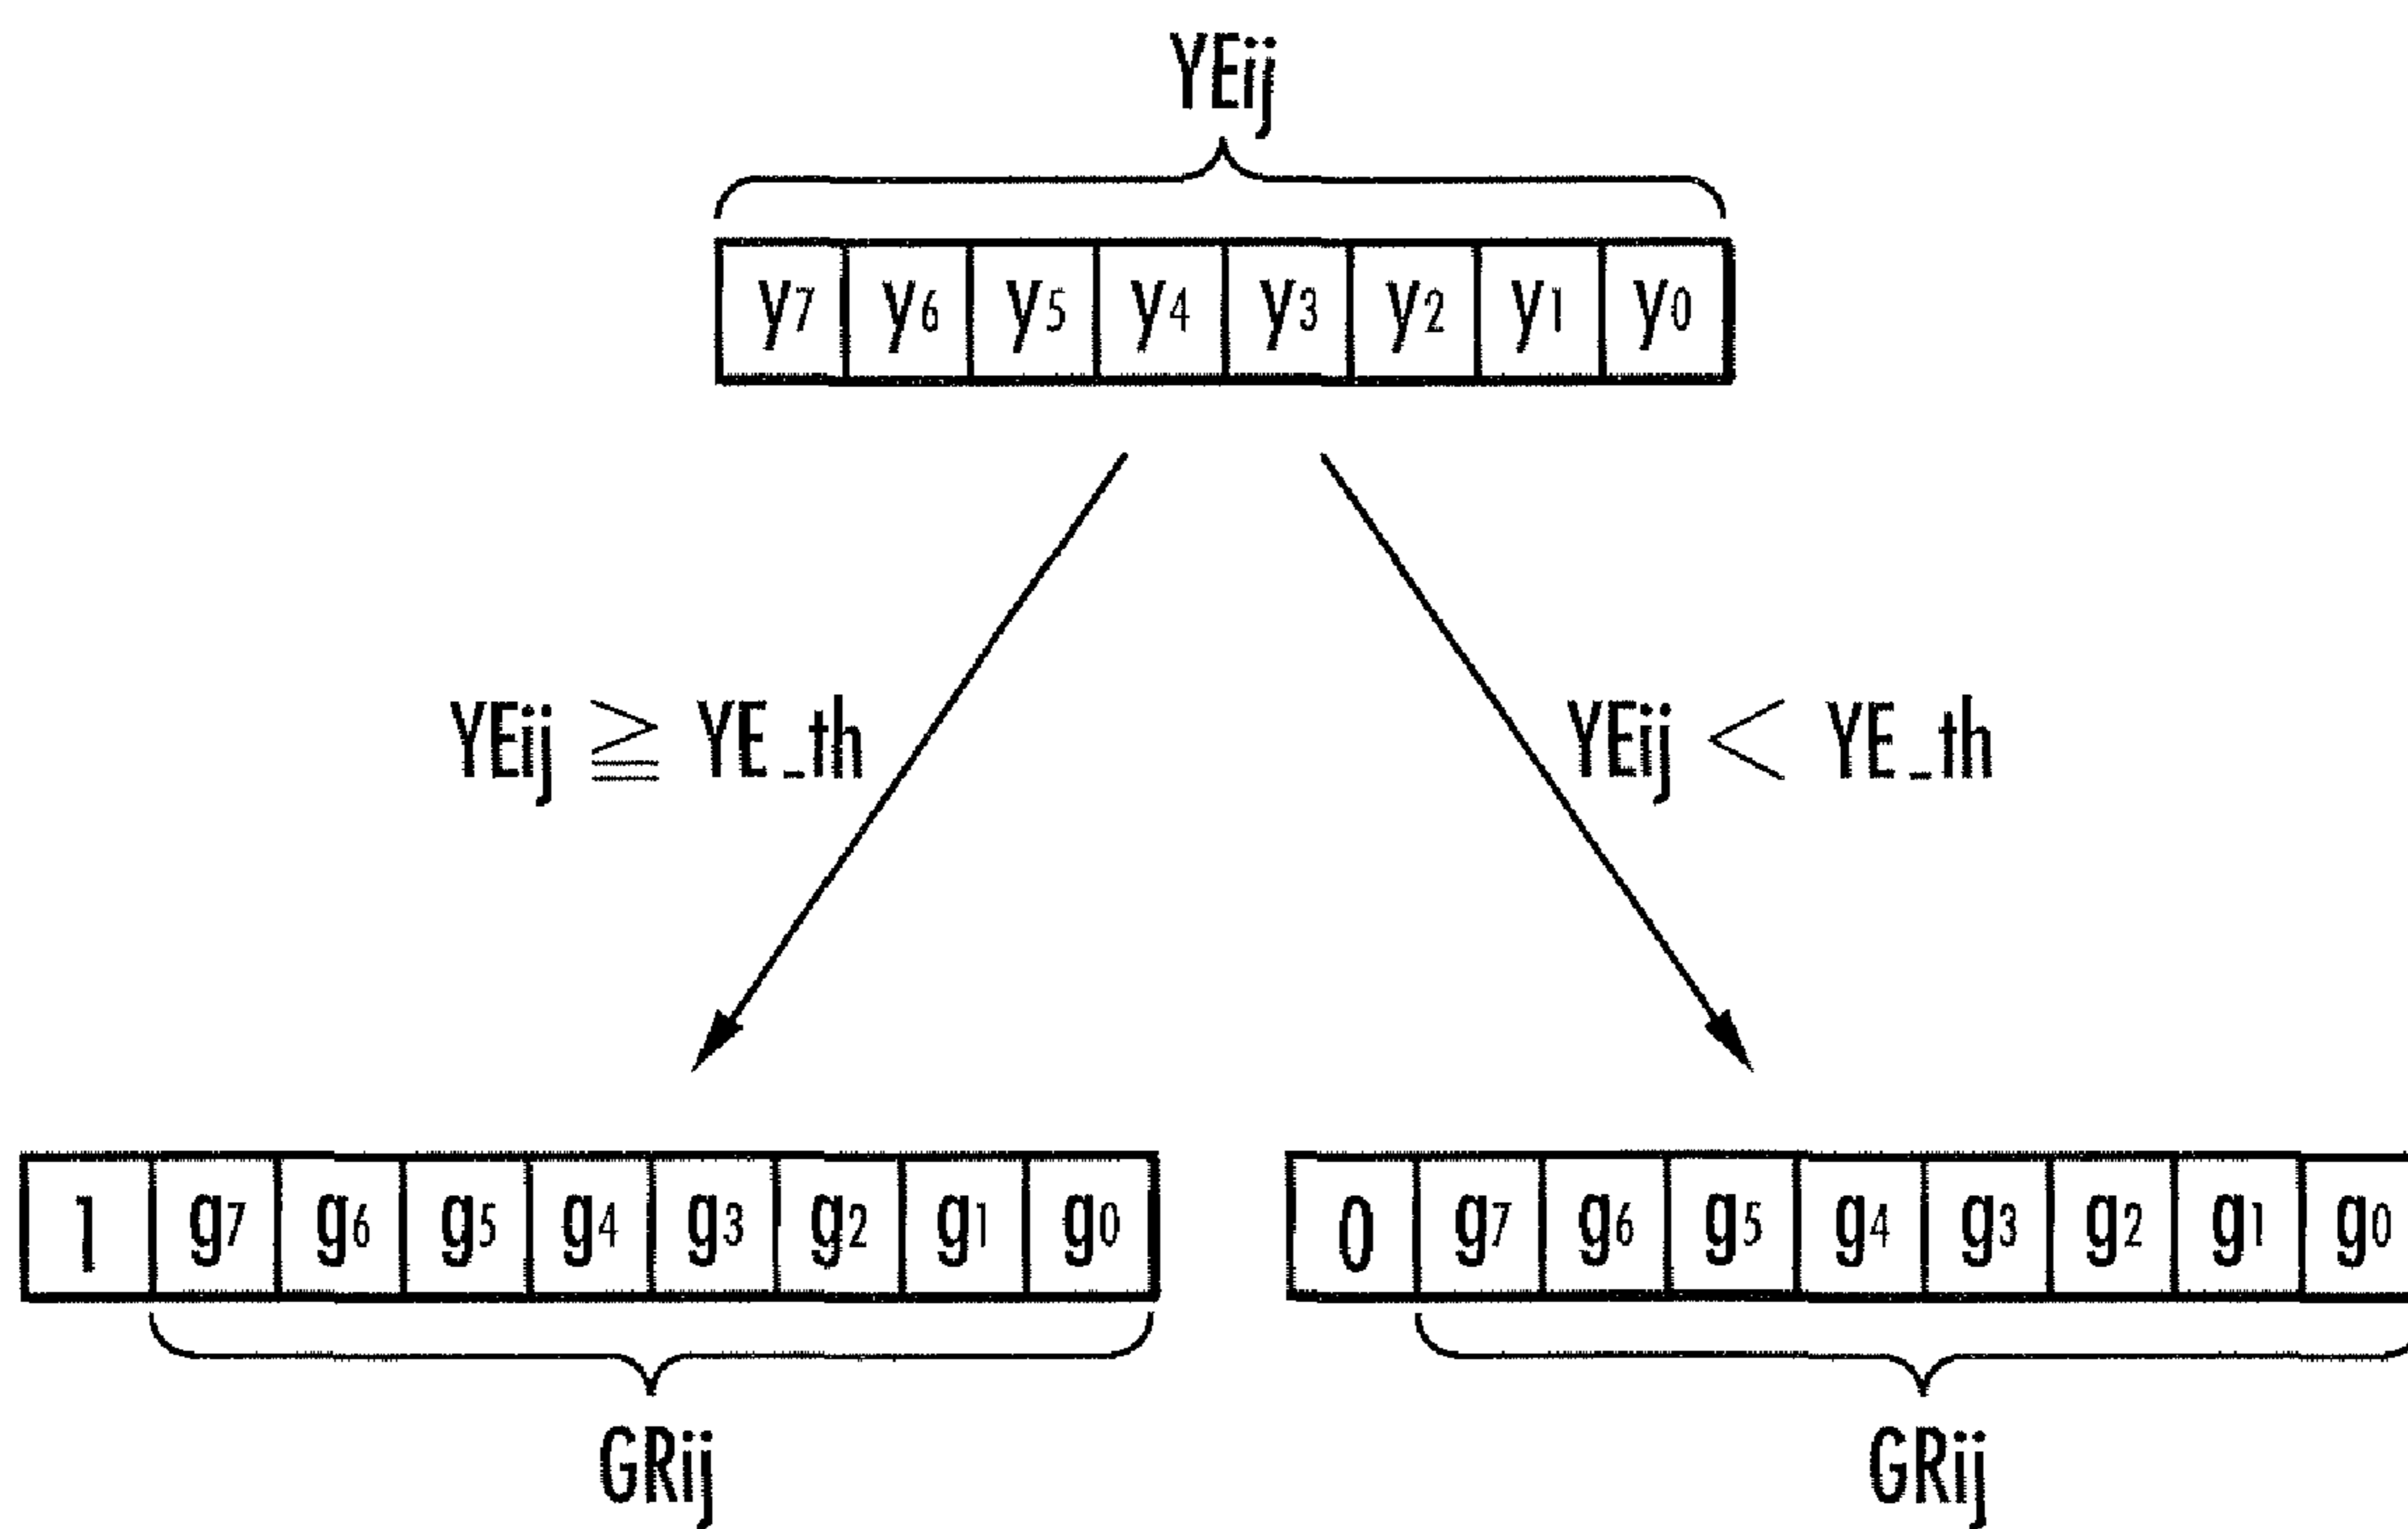 YEij
y7 y6 y5 y4 y3 y2 y1 y0
YEij ≧ YE_th YEij < YE_th
1 g7 g6 g5 g4 g3 g2 g1 g0 0 g7 g6 g5 g4 g3 g2 g1 g0
GRij GRij